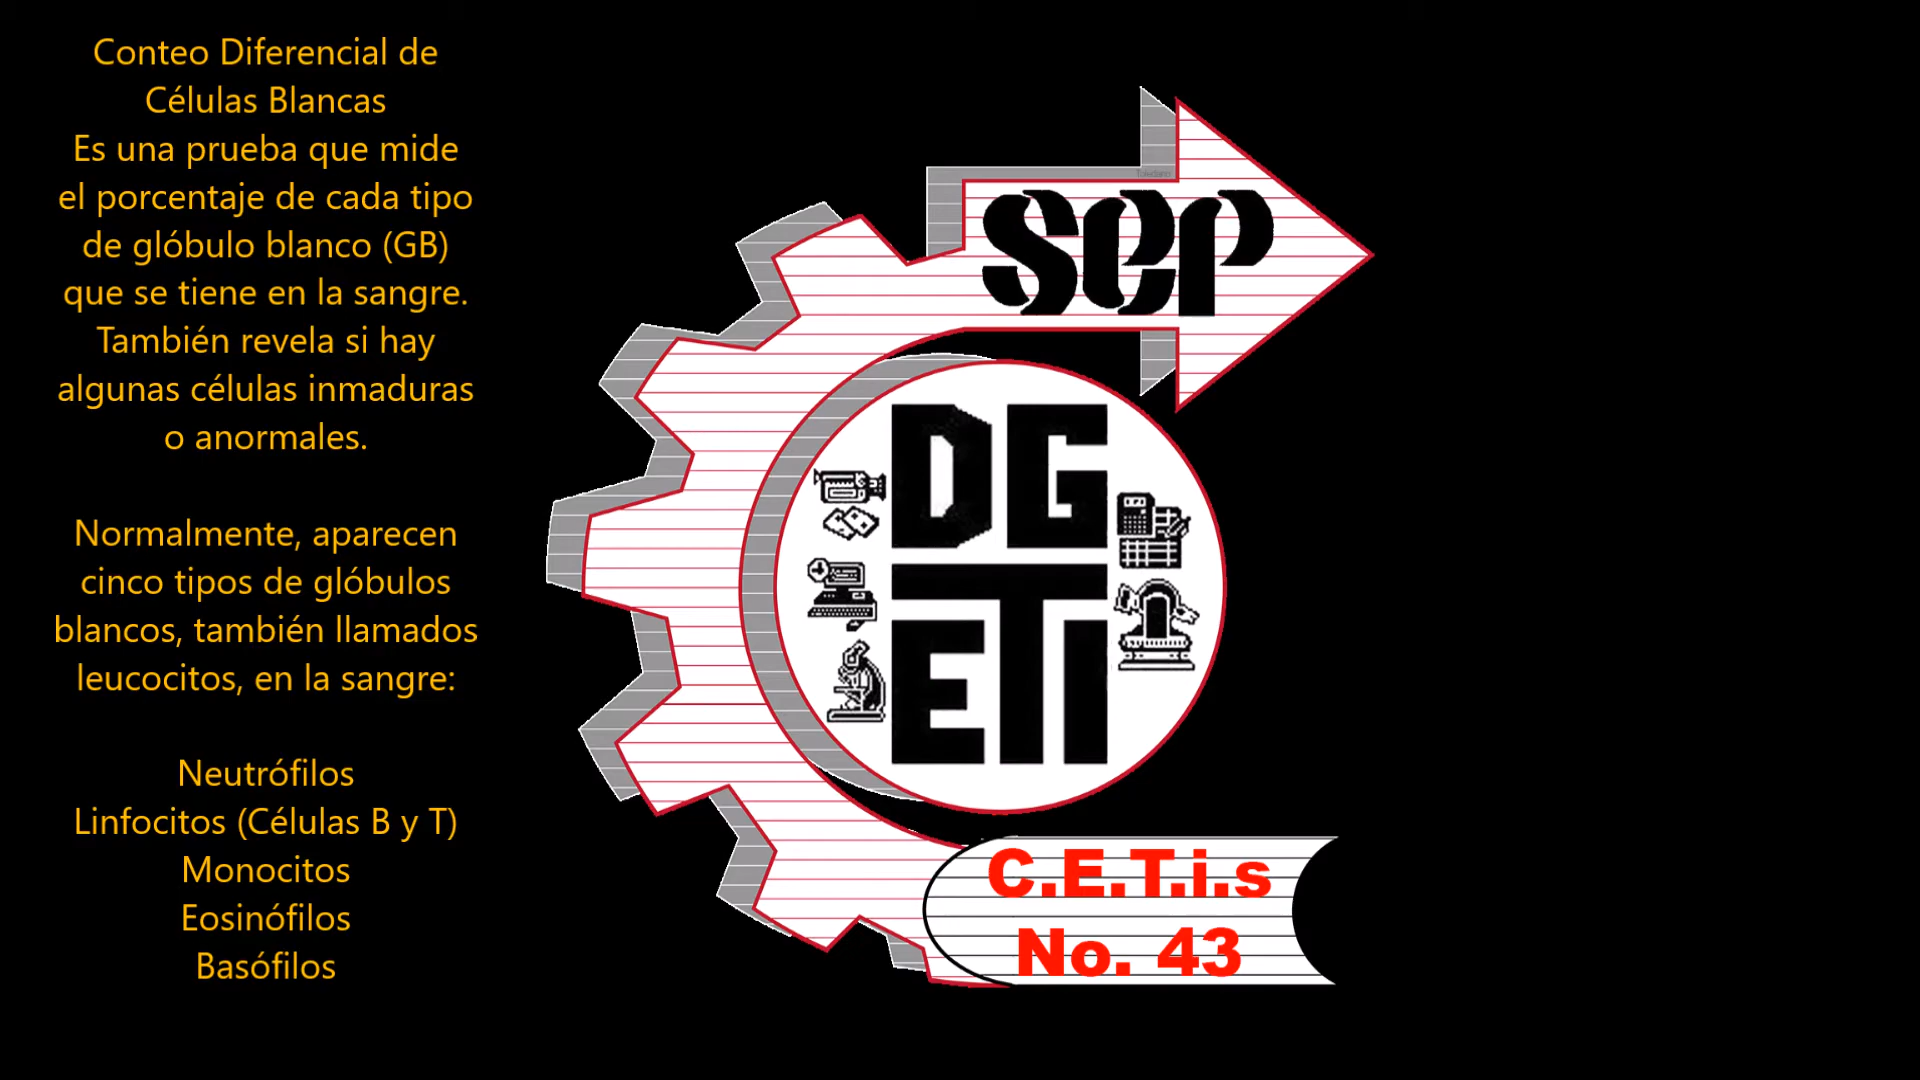 Conteo Diferencial de
Células Blancas
Es una prueba que mide
el porcentaje de cada tipo
de glóbulo blanco (GB)
que se tiene en la sangre.
También revela si hay
algunas células inmaduras
o anormales.
Normalmente, aparecen
cinco tipos de glóbulos
blancos, también llamados
leucocitos, en la sangre:
Neutrófilos
Linfocitos (Células B y T)
Monocitos
Eosinófilos
Basófilos
Toledano
SEP
DG
ETI
C.E.T.i.s
No. 43